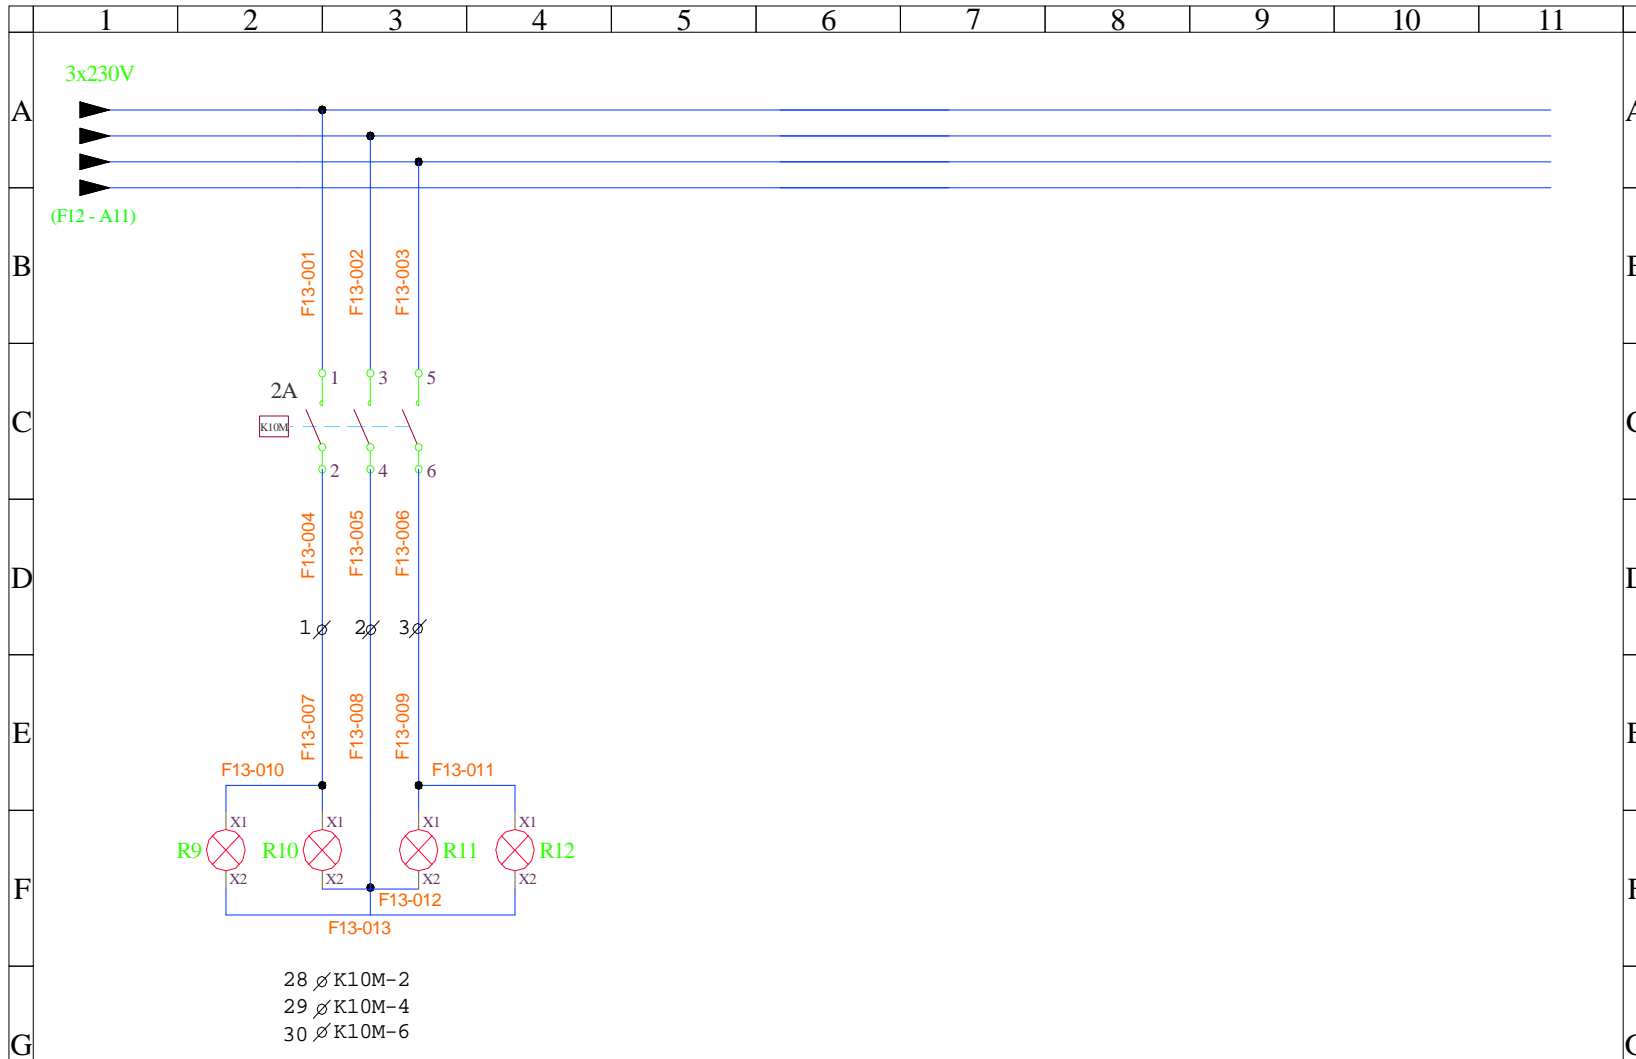 1 2 3 4 5 6 7 8 9 10 11
3x230V
A A
(F12 - A11)
B
F13-001 F13-002 F13-003
1 3 5
2A
C
K10M
2 4 6
F13-004 F13-005 F13-006
D
1 2 3
F13-007 F13-008 F13-009
E
F13-010 F13-011
X1 X1 X1 X1
R9 R10 R11 R12
X2 X2 X2 X2
F
F13-012
F13-013
28 K10M-2
29 K10M-4
30 K10M-6
G